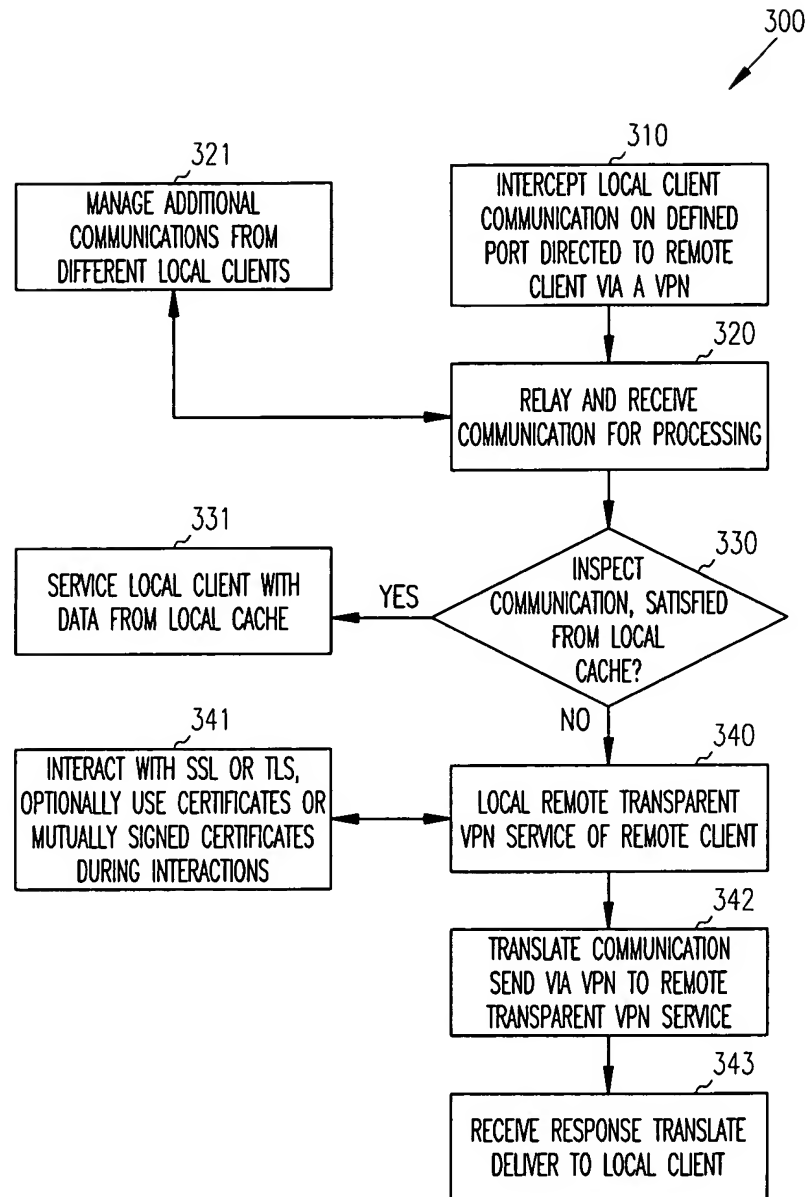 300
321
MANAGE ADDITIONAL
COMMUNICATIONS FROM
DIFFERENT LOCAL CLIENTS
310
INTERCEPT LOCAL CLIENT
COMMUNICATION ON DEFINED
PORT DIRECTED TO REMOTE
CLIENT VIA A VPN
320
RELAY AND RECEIVE
COMMUNICATION FOR PROCESSING
331
SERVICE LOCAL CLIENT WITH
DATA FROM LOCAL CACHE
YES
330
INSPECT
COMMUNICATION, SATISFIED
FROM LOCAL
CACHE?
NO
341
INTERACT WITH SSL OR TLS,
OPTIONALLY USE CERTIFICATES OR
MUTUALLY SIGNED CERTIFICATES
DURING INTERACTIONS
340
LOCAL REMOTE TRANSPARENT
VPN SERVICE OF REMOTE CLIENT
342
TRANSLATE COMMUNICATION
SEND VIA VPN TO REMOTE
TRANSPARENT VPN SERVICE
343
RECEIVE RESPONSE TRANSLATE
DELIVER TO LOCAL CLIENT